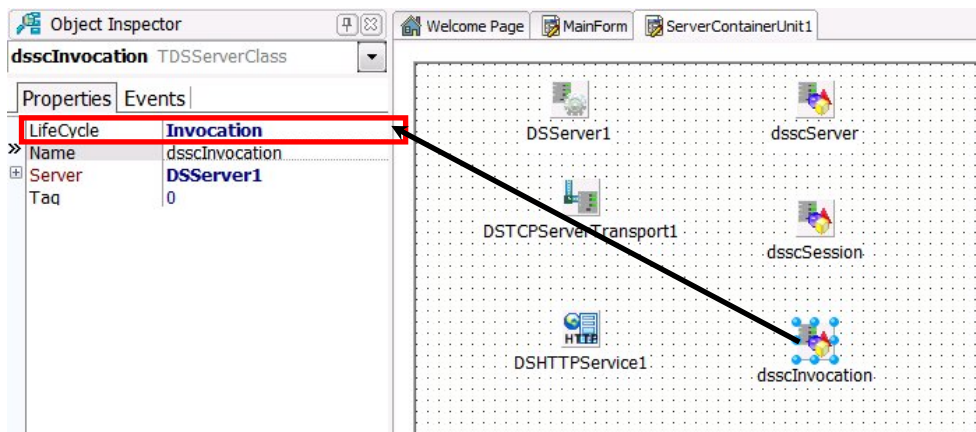 Object Inspector
dsscInvocation TDSServerClass
Properties Events
LifeCycle Invocation
Name dsscInvocation
Server DSServer1
Tag 0
Welcome Page MainForm ServerContainerUnit1
DSServer1 dsscServer
DSTCPServerTransport1 dsscSession
HTTP
DSHTTPService1 dsscInvocation